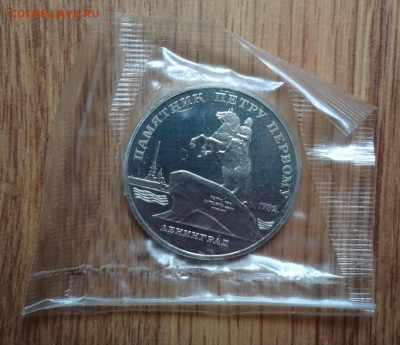 COINS.LAVE.RU
ПАМЯТНИК ПЕТРУ ПЕРВОМУ
1782
ЛЕНИНГРАД